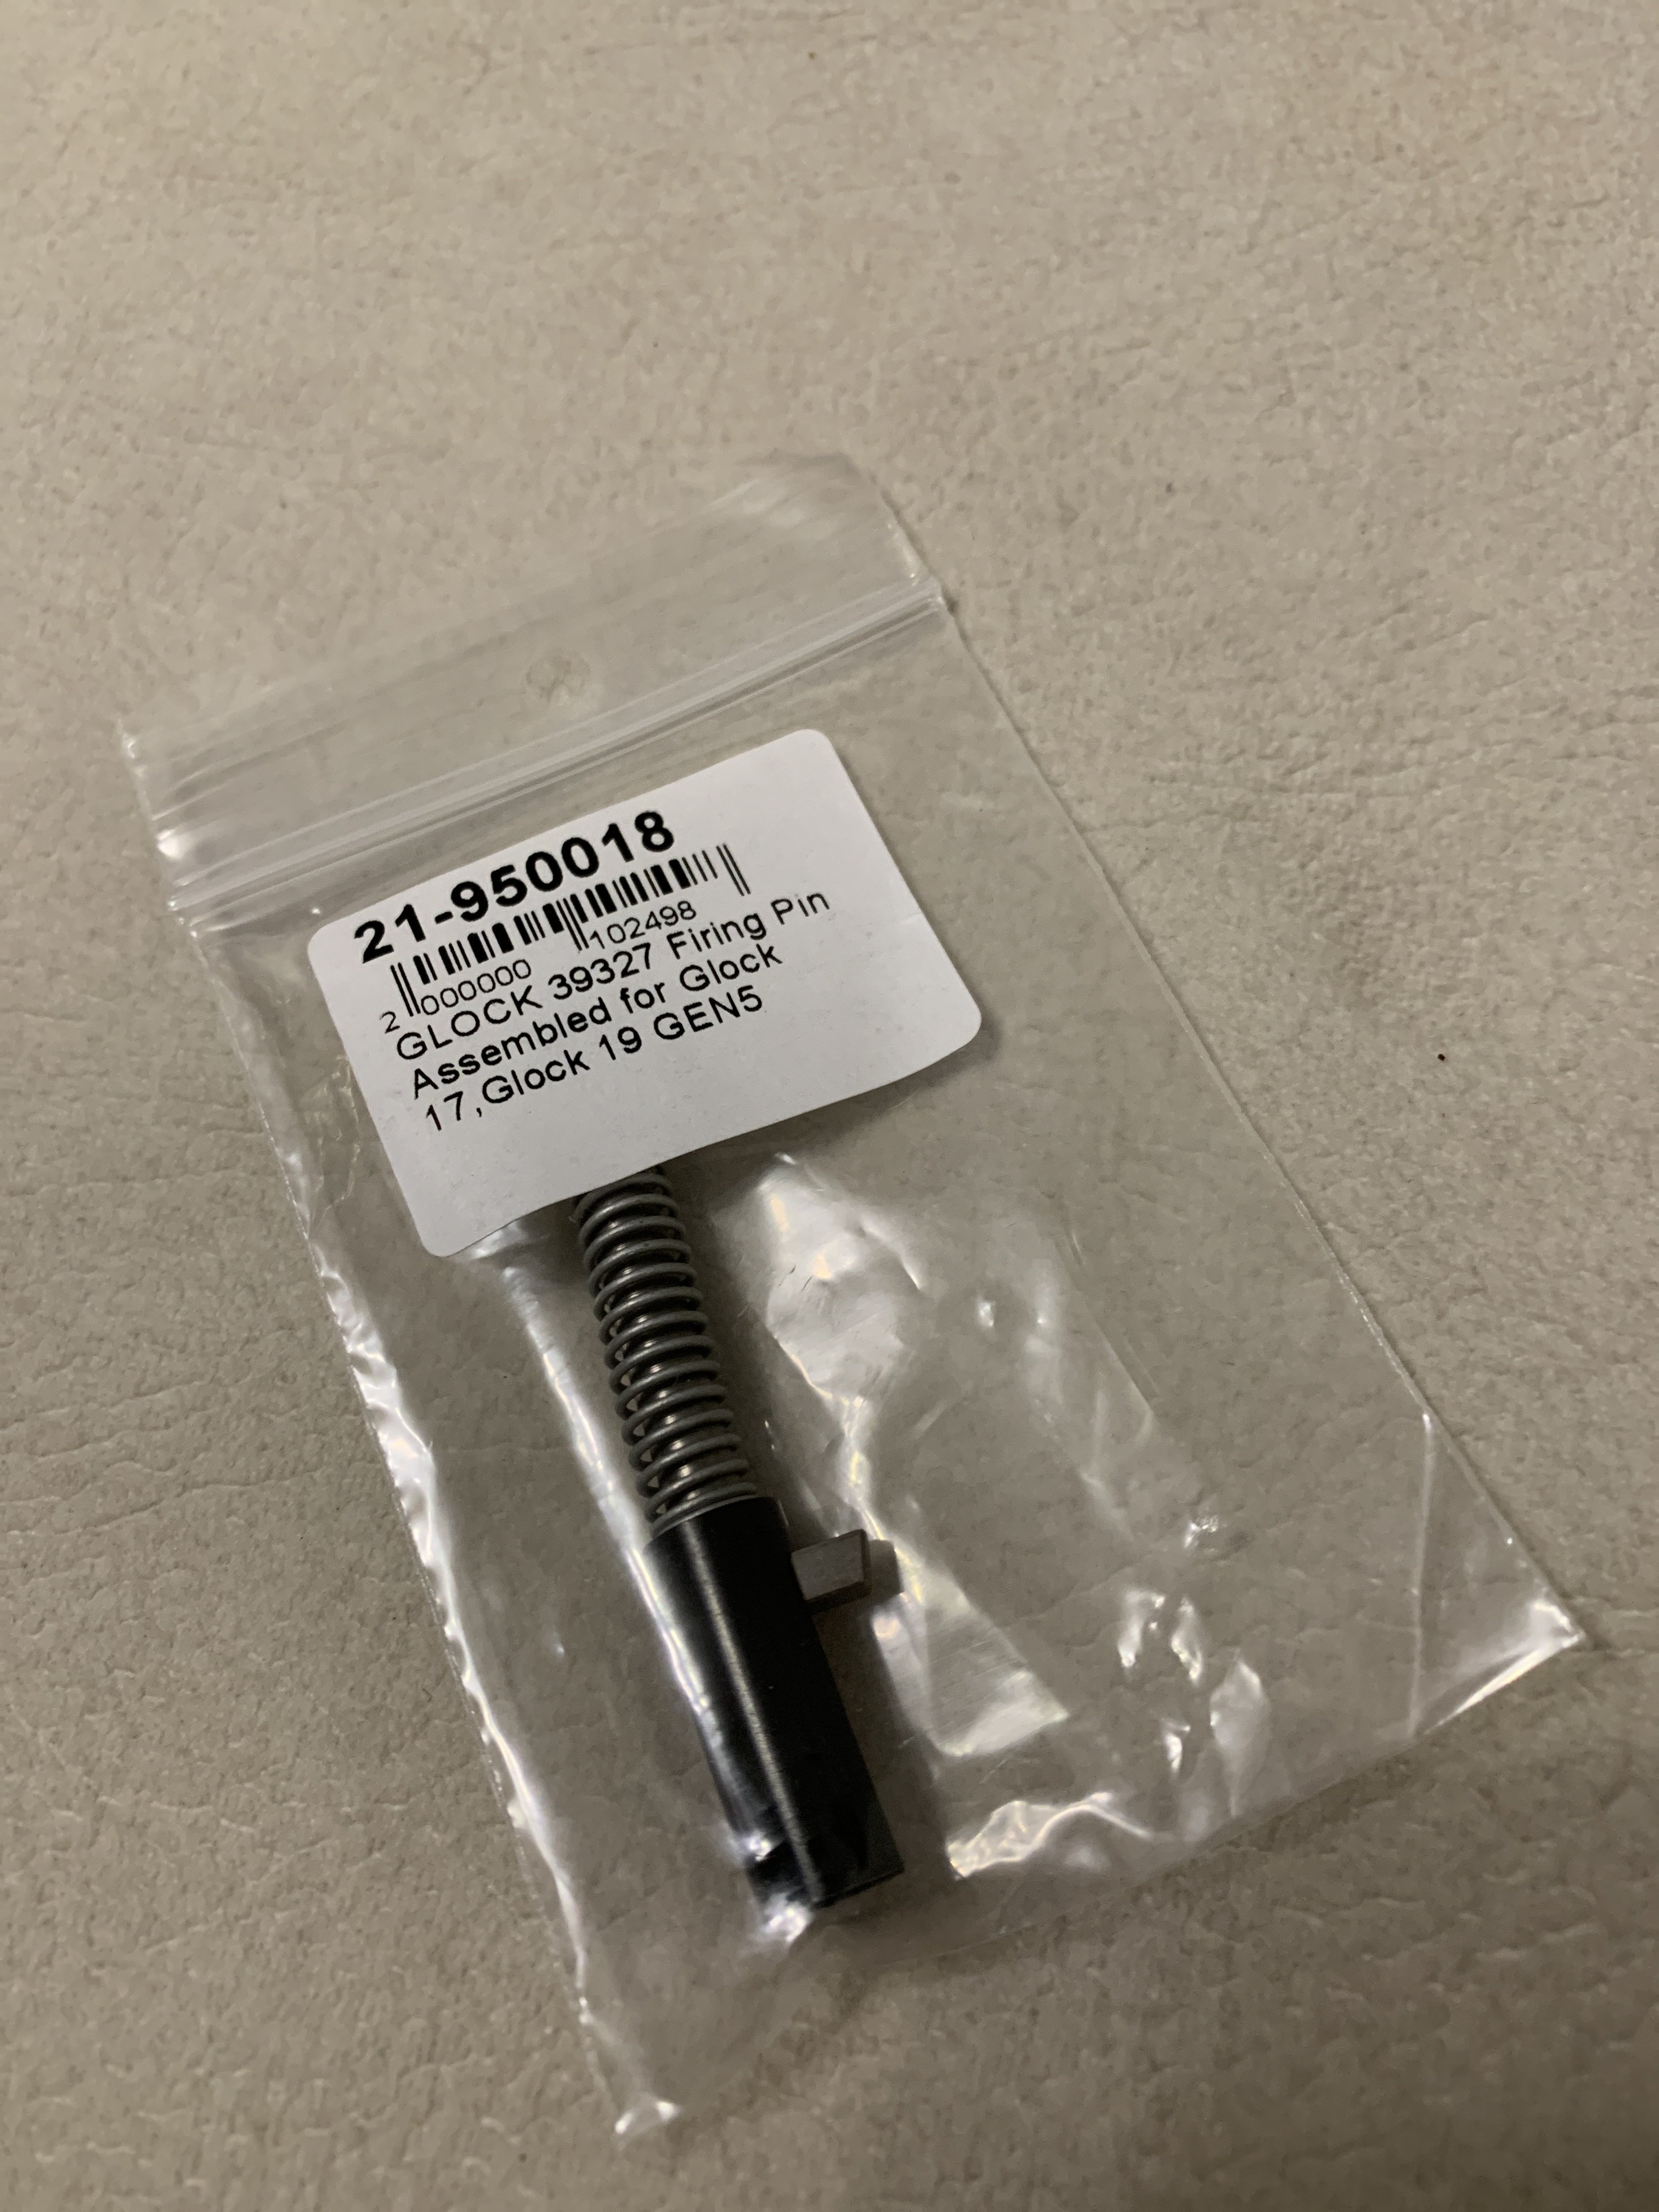 21-950018
2 000000 102498
GLOCK 39327 Firing Pin
Assembled for Glock
17,Glock 19 GEN5